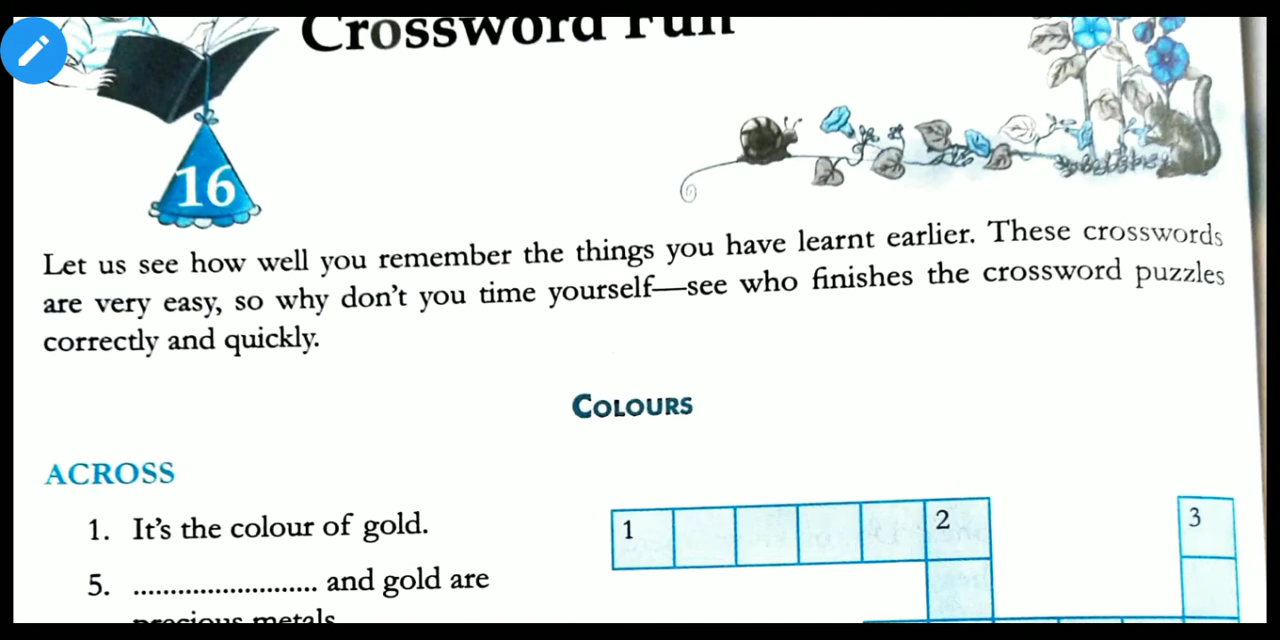 Crossword Fun
16
Let us see how well you remember the things you have learnt earlier. These crosswords
are very easy, so why don't you time yourself—see who finishes the crossword puzzles
correctly and quickly.
COLOURS
ACROSS
1. It's the colour of gold.
5. ........................ and gold are
precious metals
1 2 3